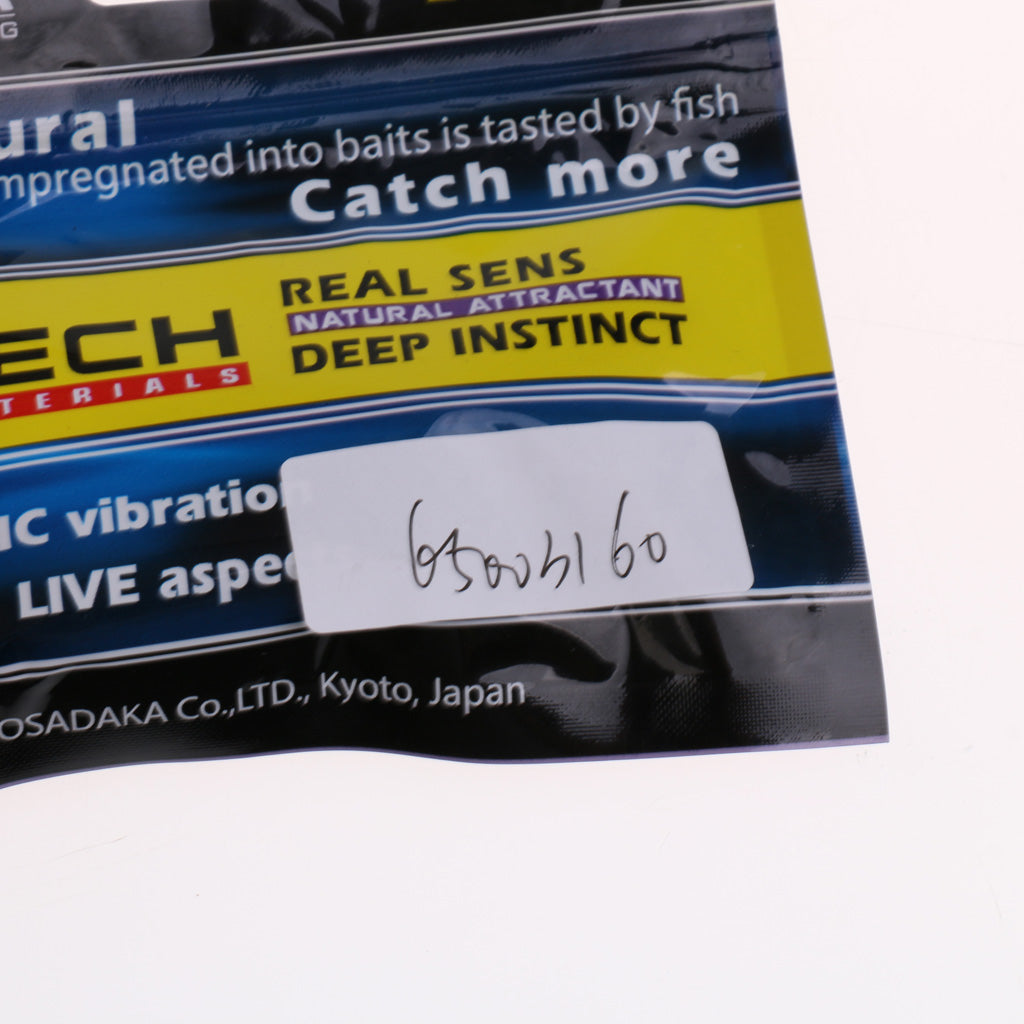 G
ural
mpregnated into baits is tasted by fish
Catch more
ECH
TERIALS
REAL SENS
NATURAL ATTRACTANT
DEEP INSTINCT
IC vibration
LIVE aspec
65003160
OSADAKA Co.,LTD., Kyoto, Japan